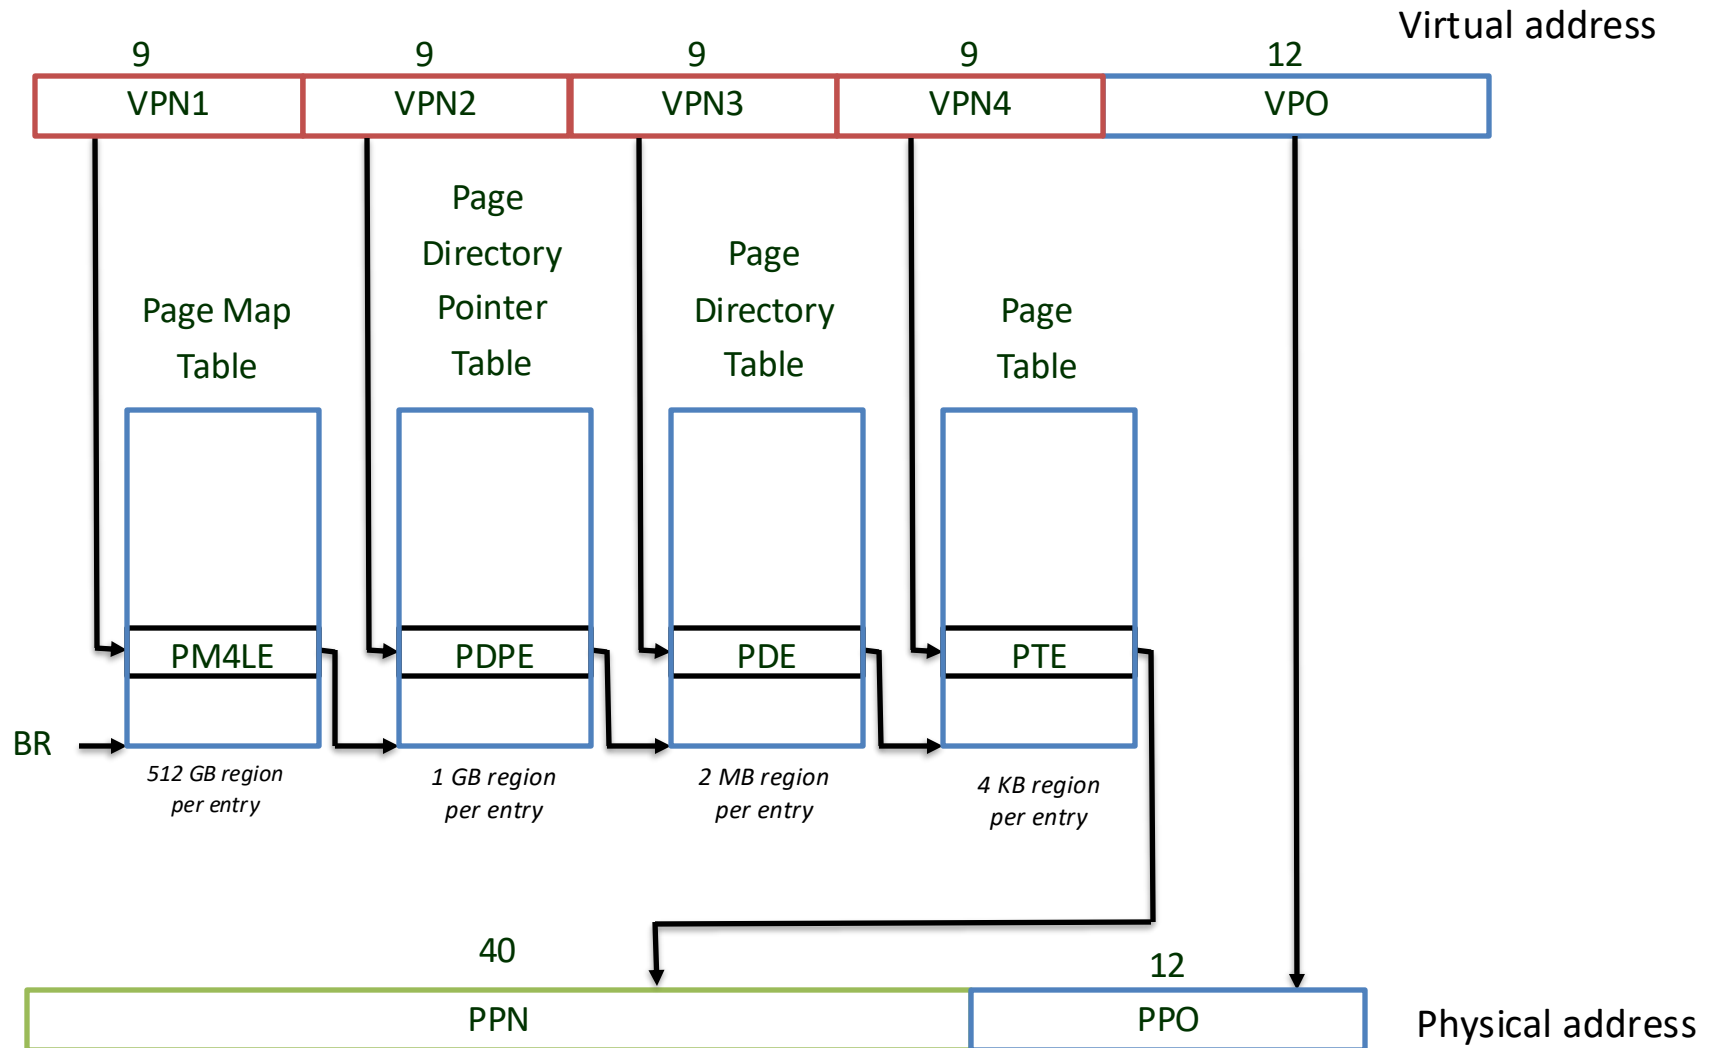 Virtual address
9 9 9 9 12
VPN1 VPN2 VPN3 VPN4 VPO
Page Map
Table
Page
Directory
Pointer
Table
Page
Directory
Table
Page
Table
PM4LE PDPE PDE PTE
BR
512 GB region
per entry
1 GB region
per entry
2 MB region
per entry
4 KB region
per entry
40 12
PPN PPO
Physical address